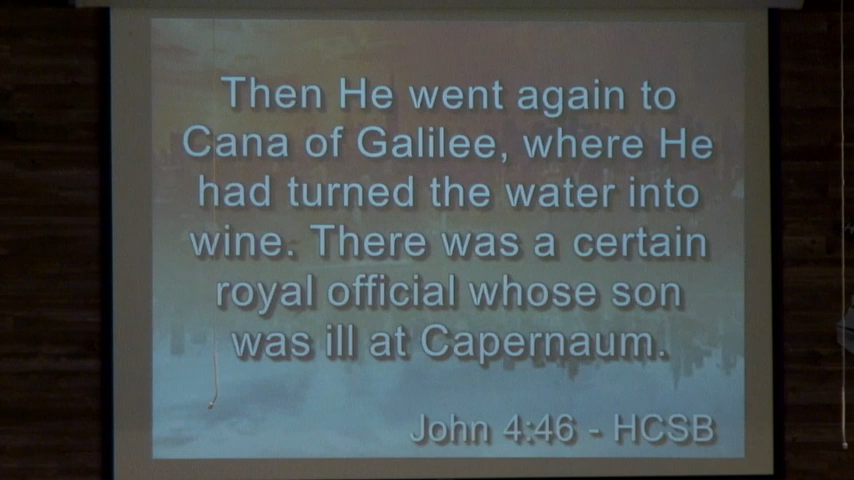 Then He went again to
Cana of Galilee, where He
had turned the water into
wine. There was a certain
royal official whose son
was ill at Capernaum.
John 4:46 - HCSB